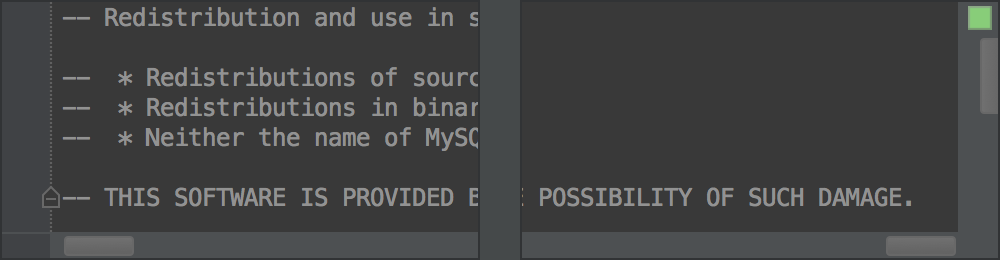 -- Redistribution and use in s
-- * Redistributions of sourc
-- * Redistributions in binar
-- * Neither the name of MySQ
-- THIS SOFTWARE IS PROVIDED B POSSIBILITY OF SUCH DAMAGE.